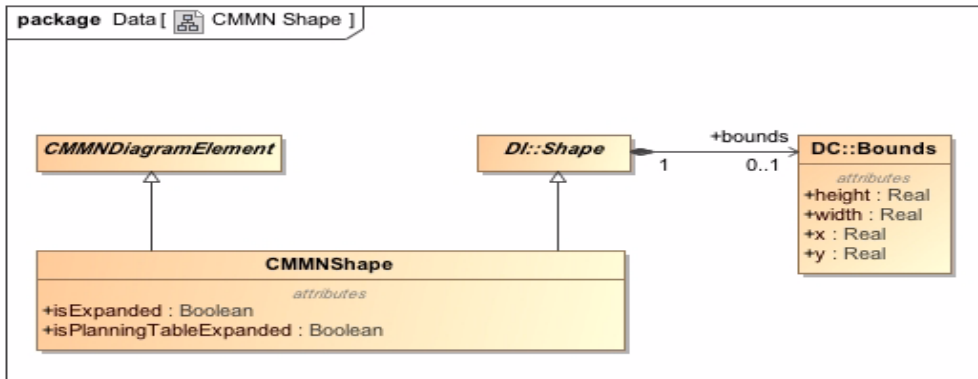 package Data [ CMMN Shape ]
CMMNDiagramElement
DI::Shape
+bounds
1
0..1
DC::Bounds
attributes
+height : Real
+width : Real
+x : Real
+y : Real
CMMNShape
attributes
+isExpanded : Boolean
+isPlanningTableExpanded : Boolean